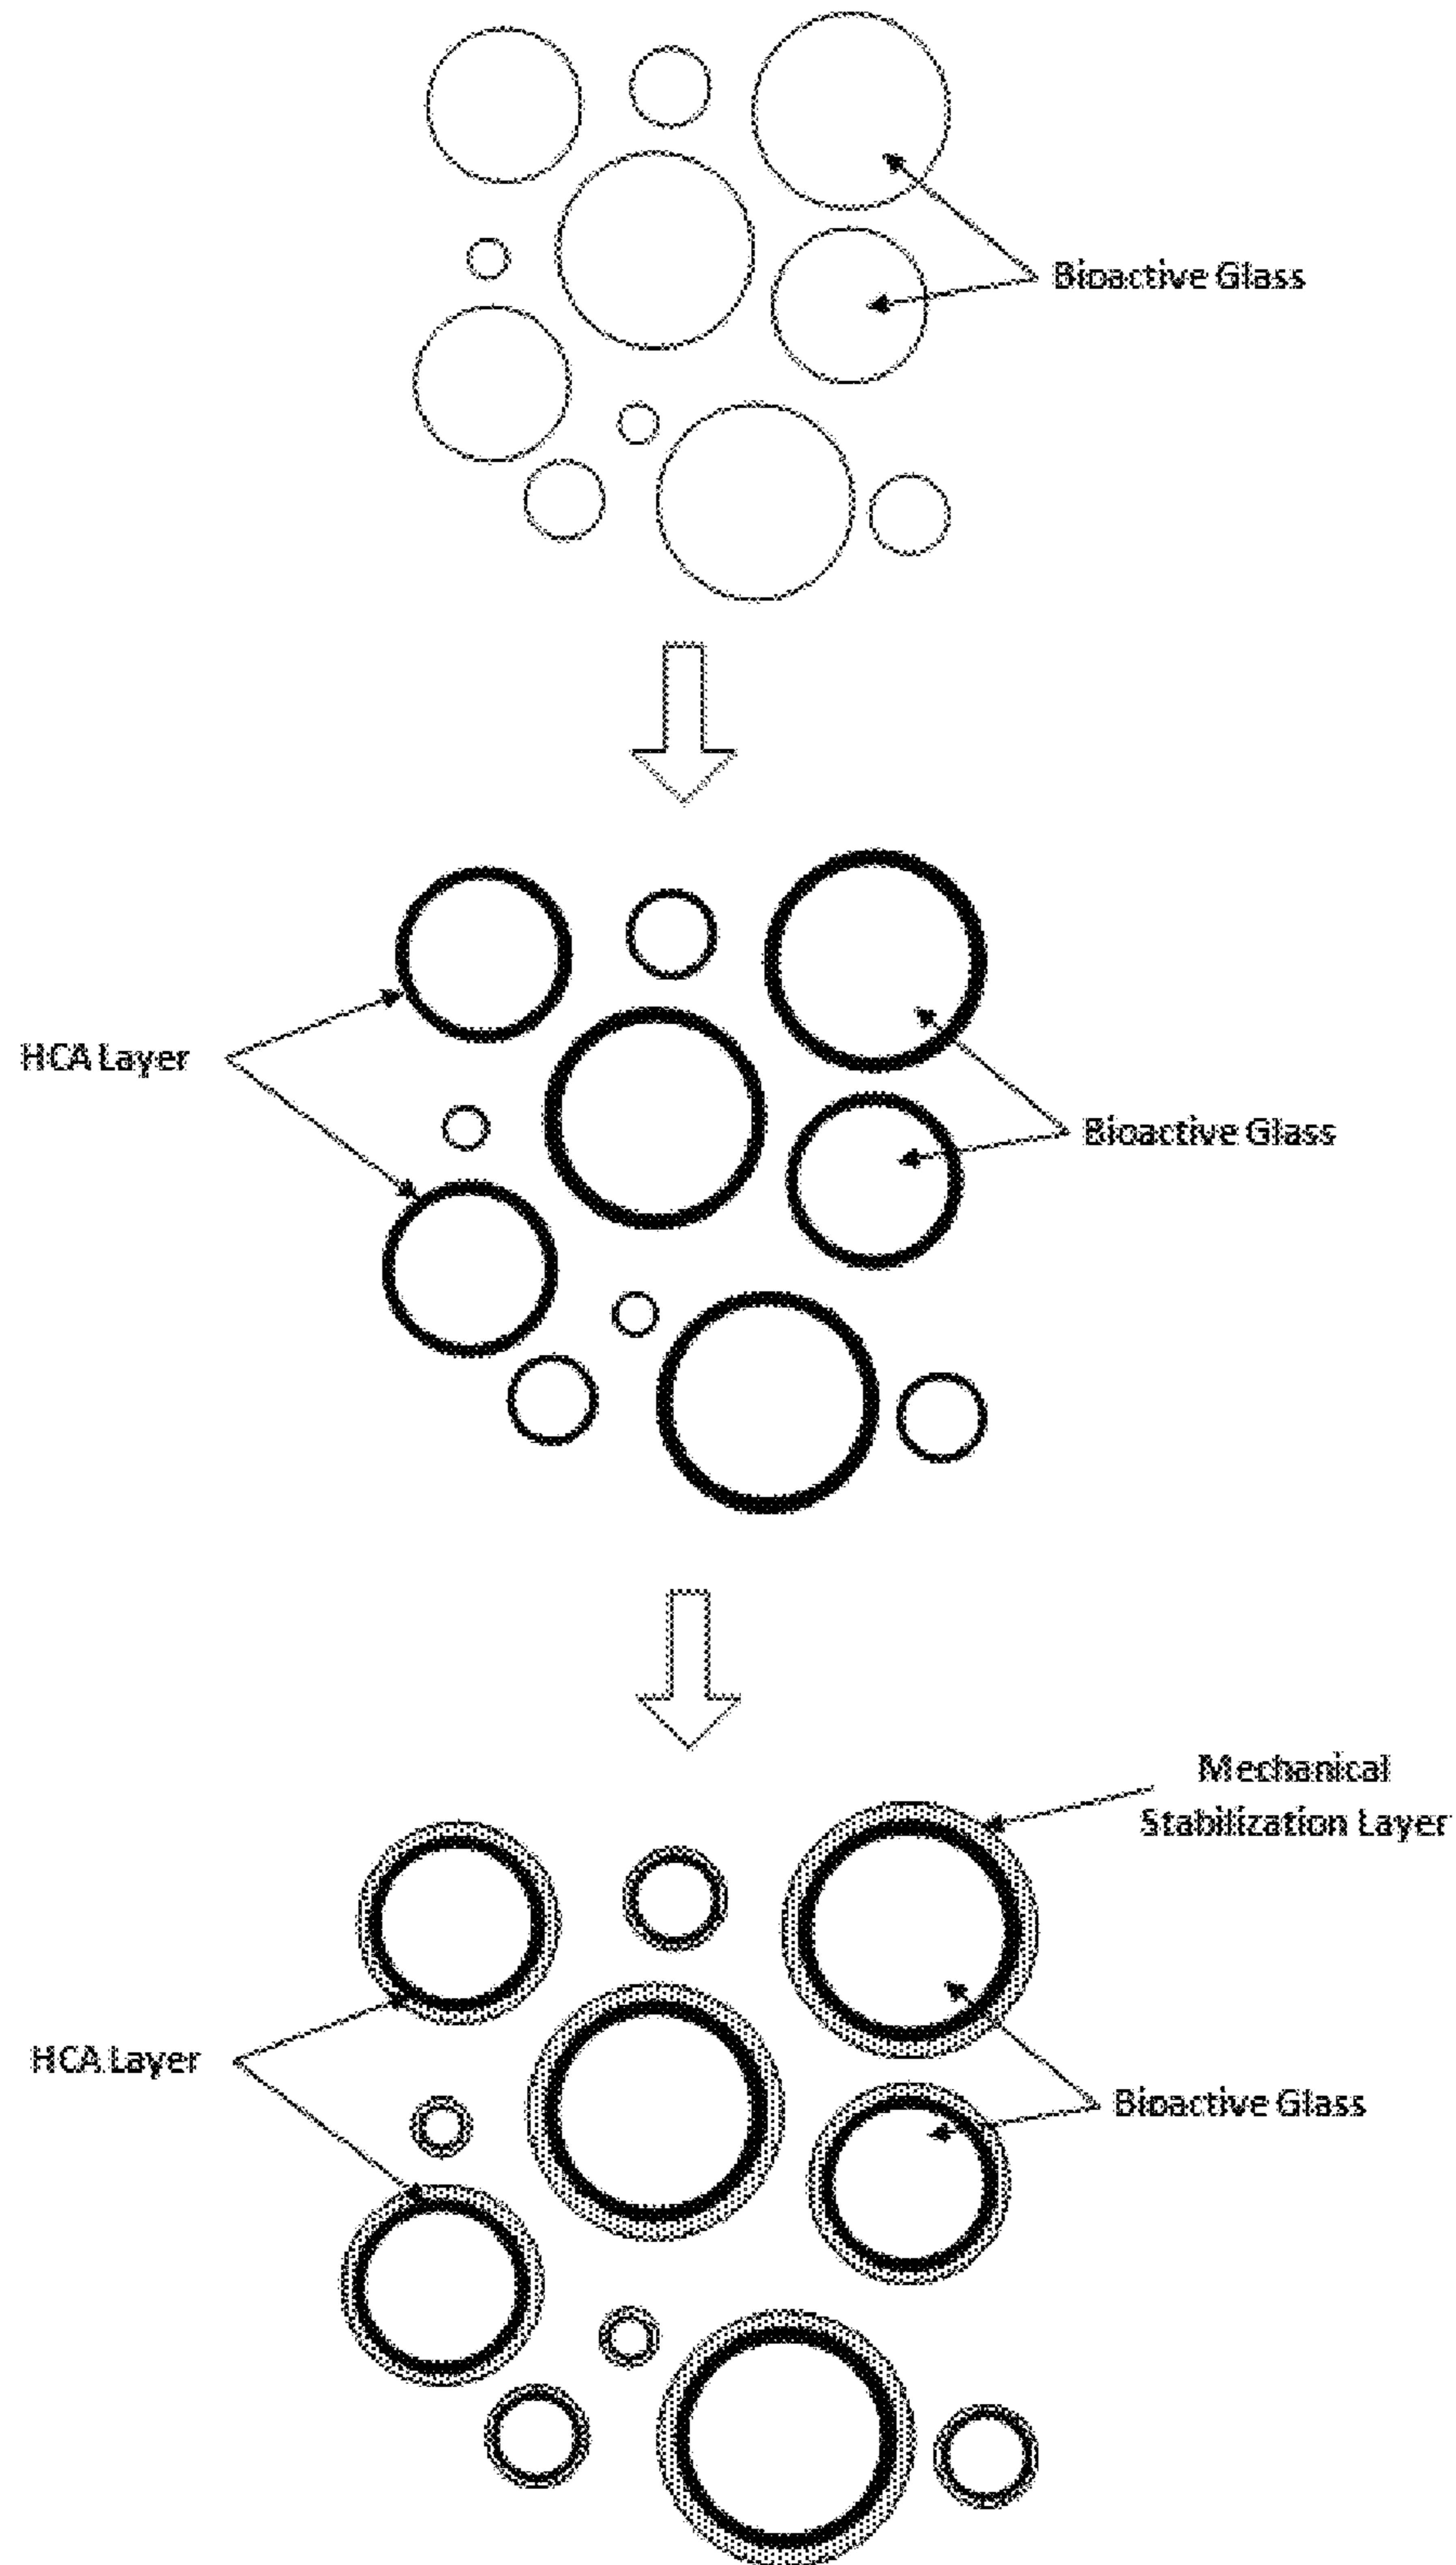 Bioactive Glass
HCA Layer
Bioactive Glass
Mechanical
Stabilization Layer
HCA Layer
Bioactive Glass